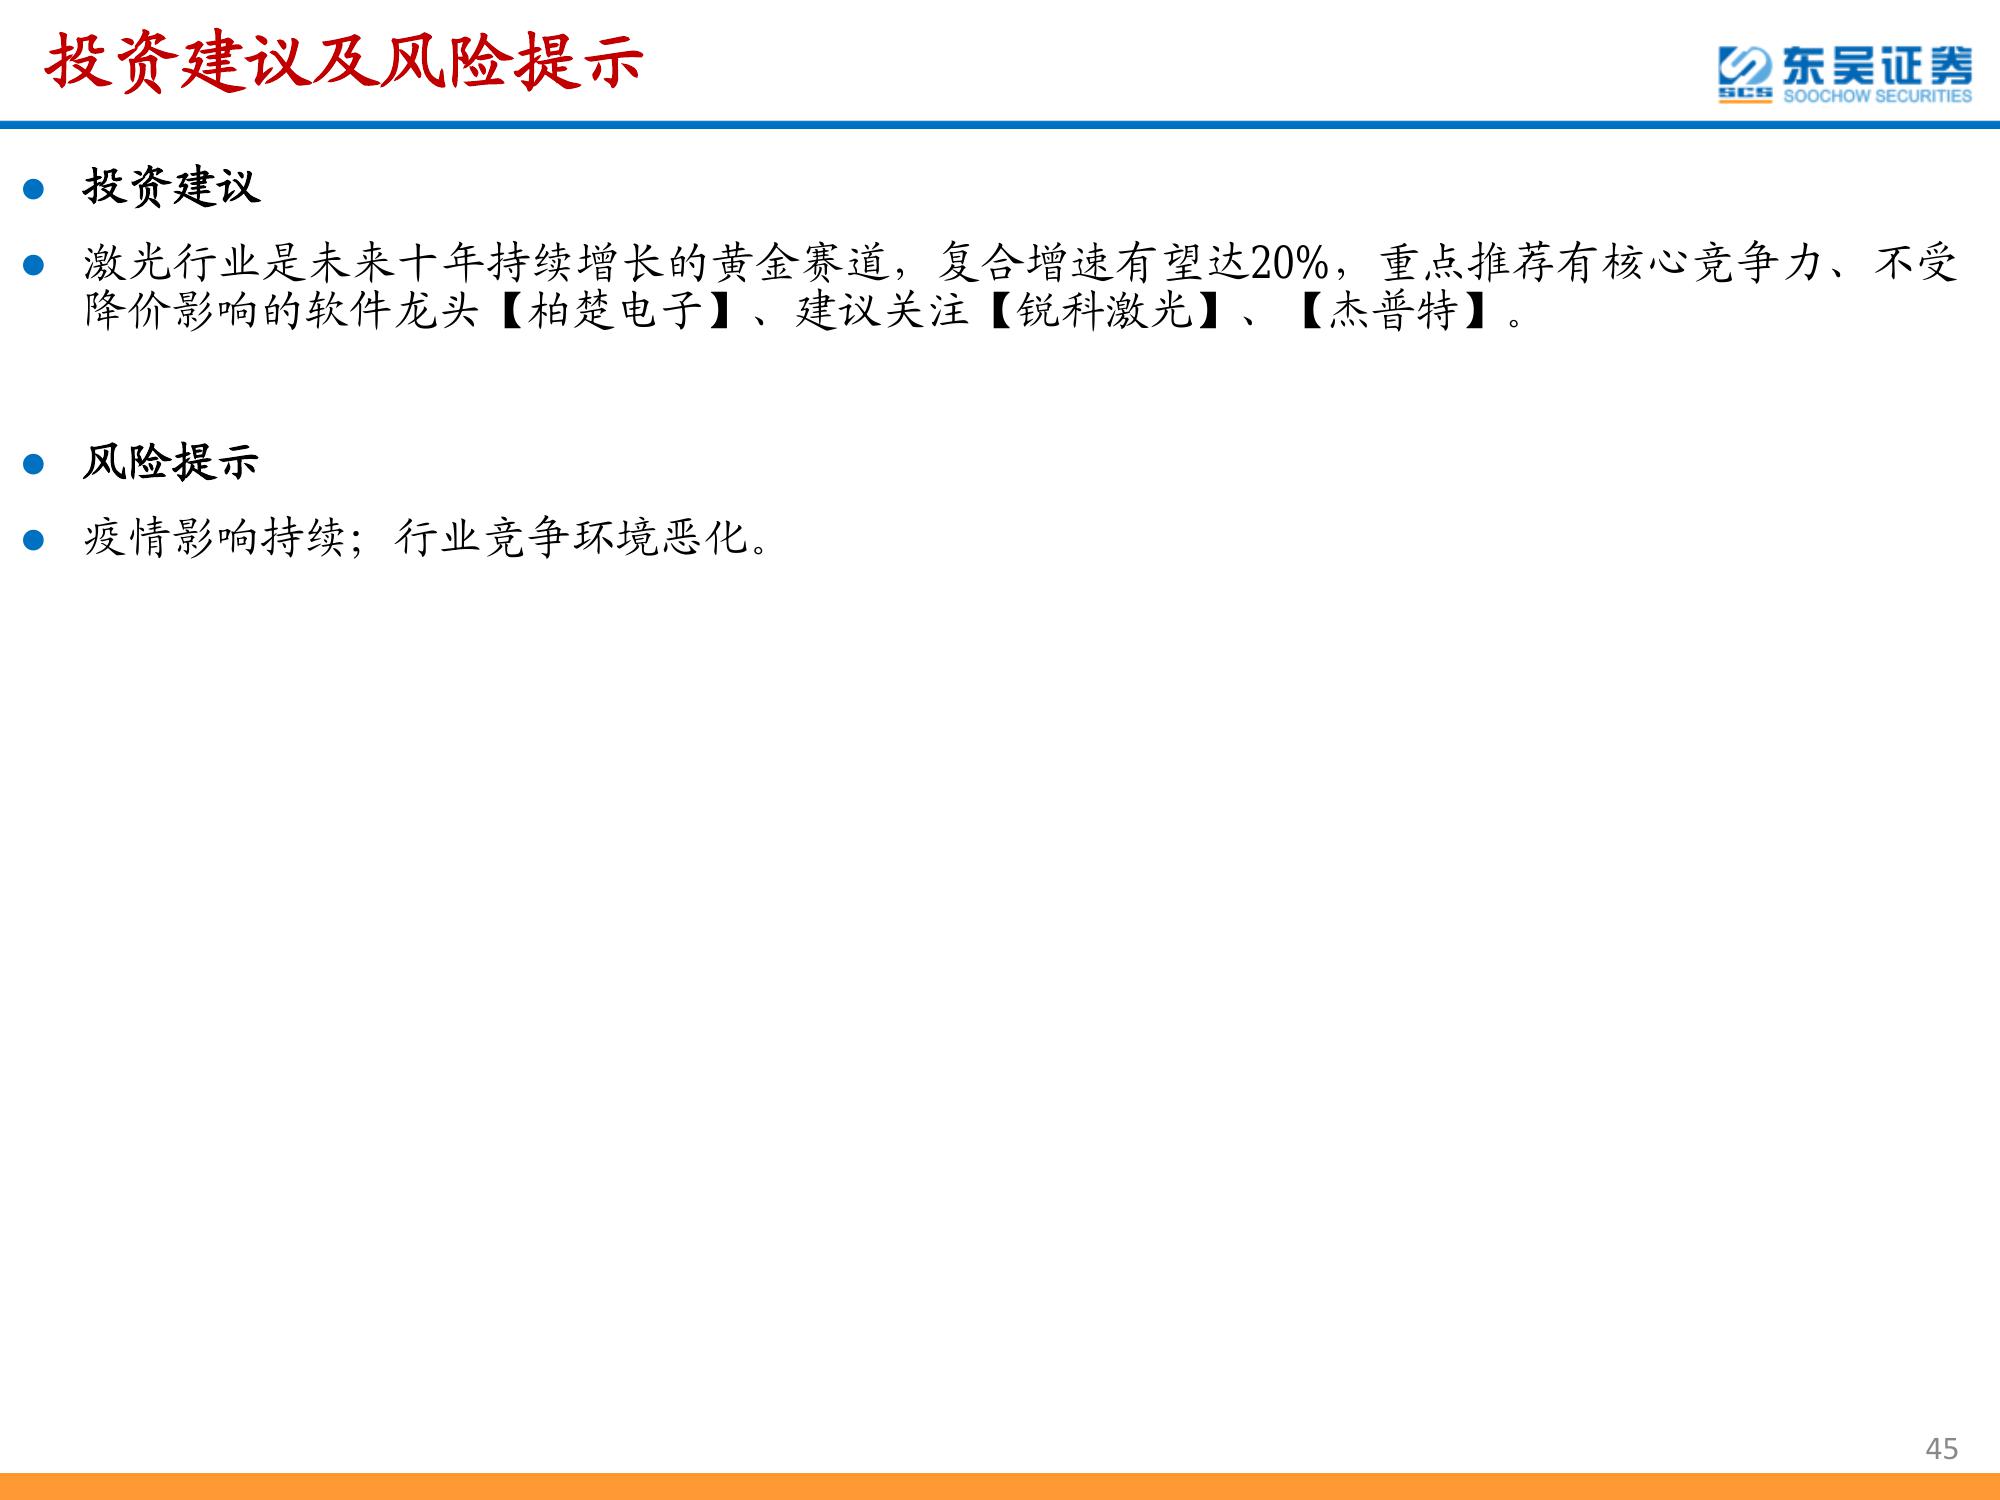 投资建议及风险提示
东吴证券
SCS
SOOCHOW SECURITIES
投资建议
激光行业是未来十年持续增长的黄金赛道，复合增速有望达20%，重点推荐有核心竞争力、不受
降价影响的软件龙头【柏楚电子】、建议关注【锐科激光】、【杰普特】。
风险提示
疫情影响持续；行业竞争环境恶化。
45